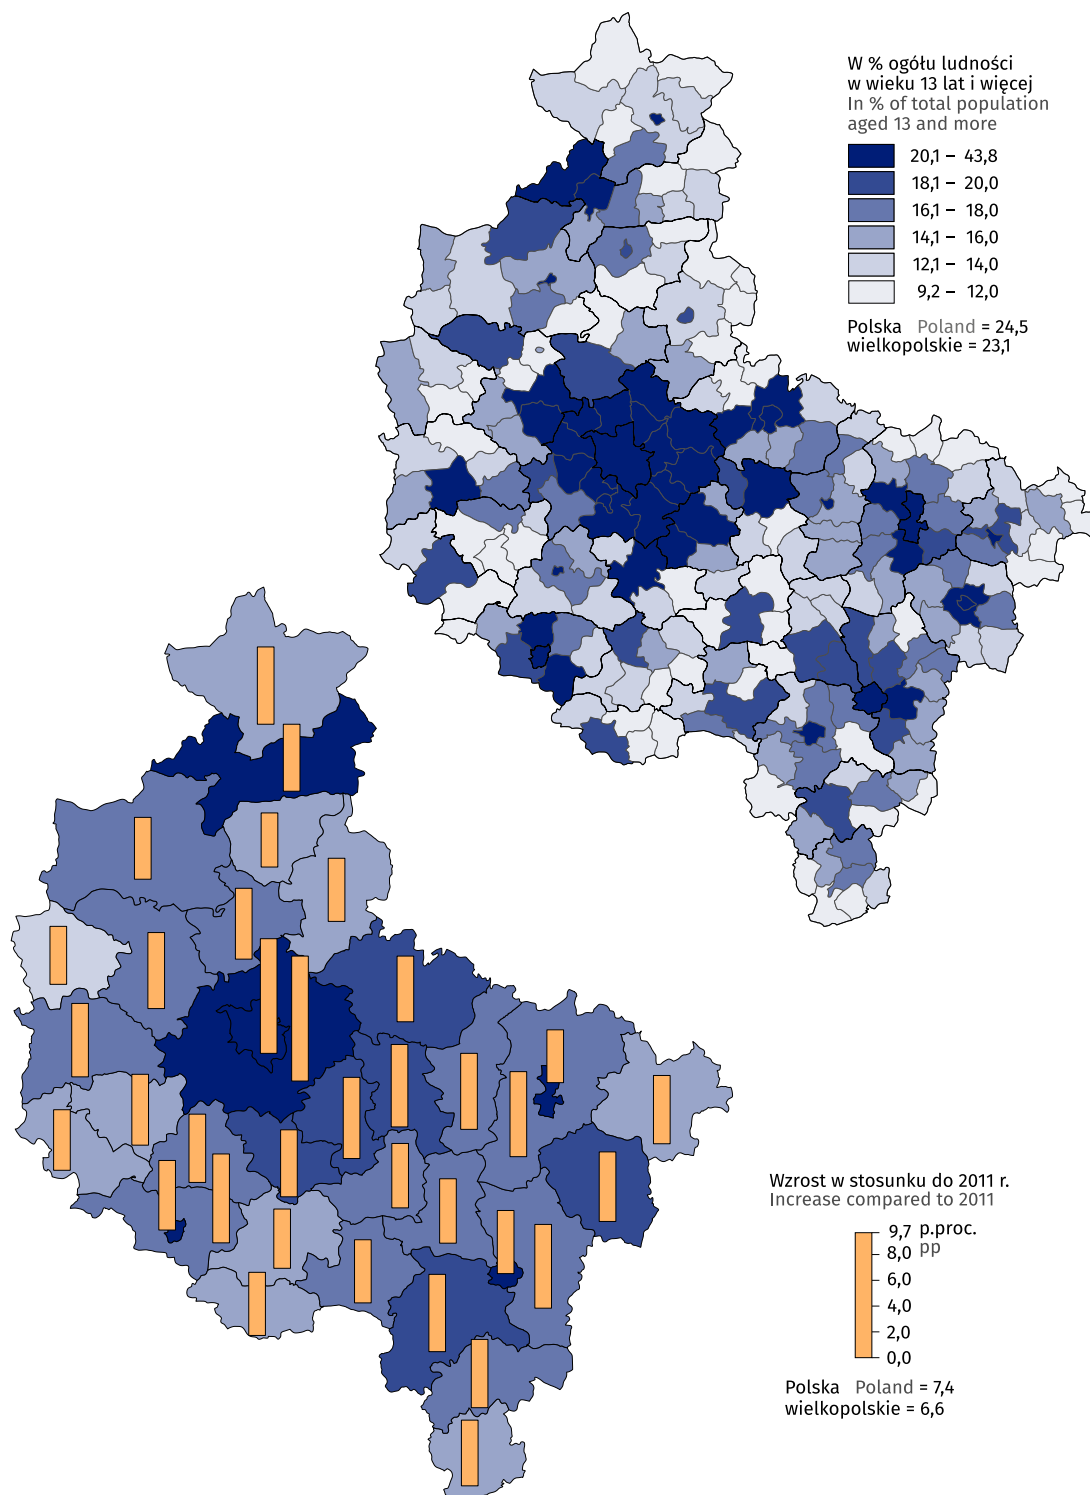 W % ogółu ludności
w wieku 13 lat i więcej
In % of total population
aged 13 and more
20,1 – 43,8
18,1 – 20,0
16,1 – 18,0
14,1 – 16,0
12,1 – 14,0
9,2 – 12,0
Polska Poland = 24,5
wielkopolskie = 23,1
Wzrost w stosunku do 2011 r.
Increase compared to 2011
9,7 p.proc.
8,0 pp
6,0
4,0
2,0
0,0
Polska Poland = 7,4
wielkopolskie = 6,6